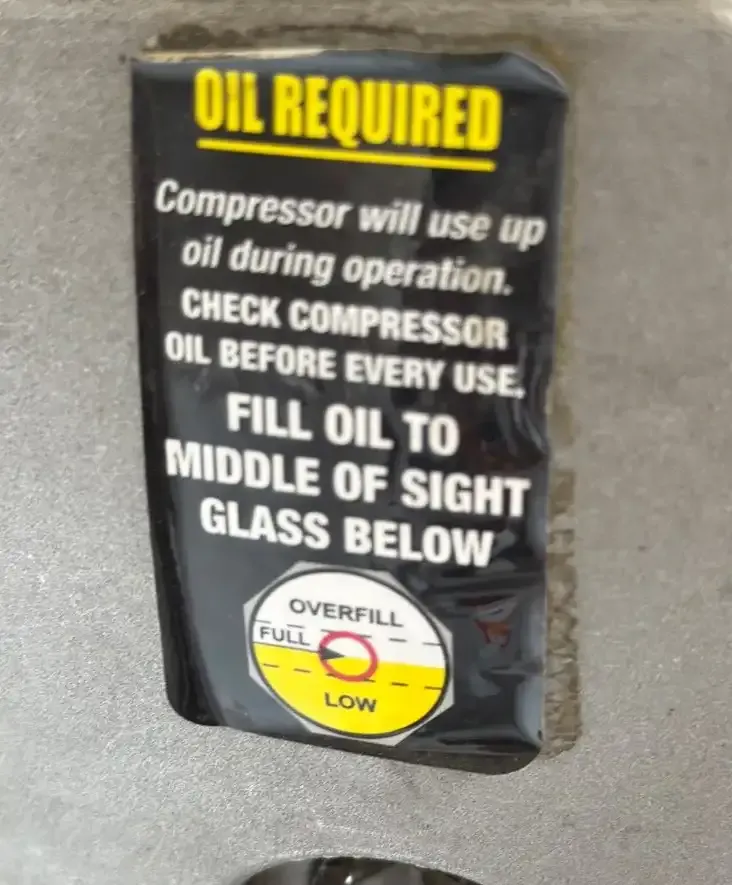 OIL REQUIRED
Compressor will use up
oil during operation.
CHECK COMPRESSOR
OIL BEFORE EVERY USE.
FILL OIL TO
MIDDLE OF SIGHT
GLASS BELOW
OVERFILL
FULL
LOW